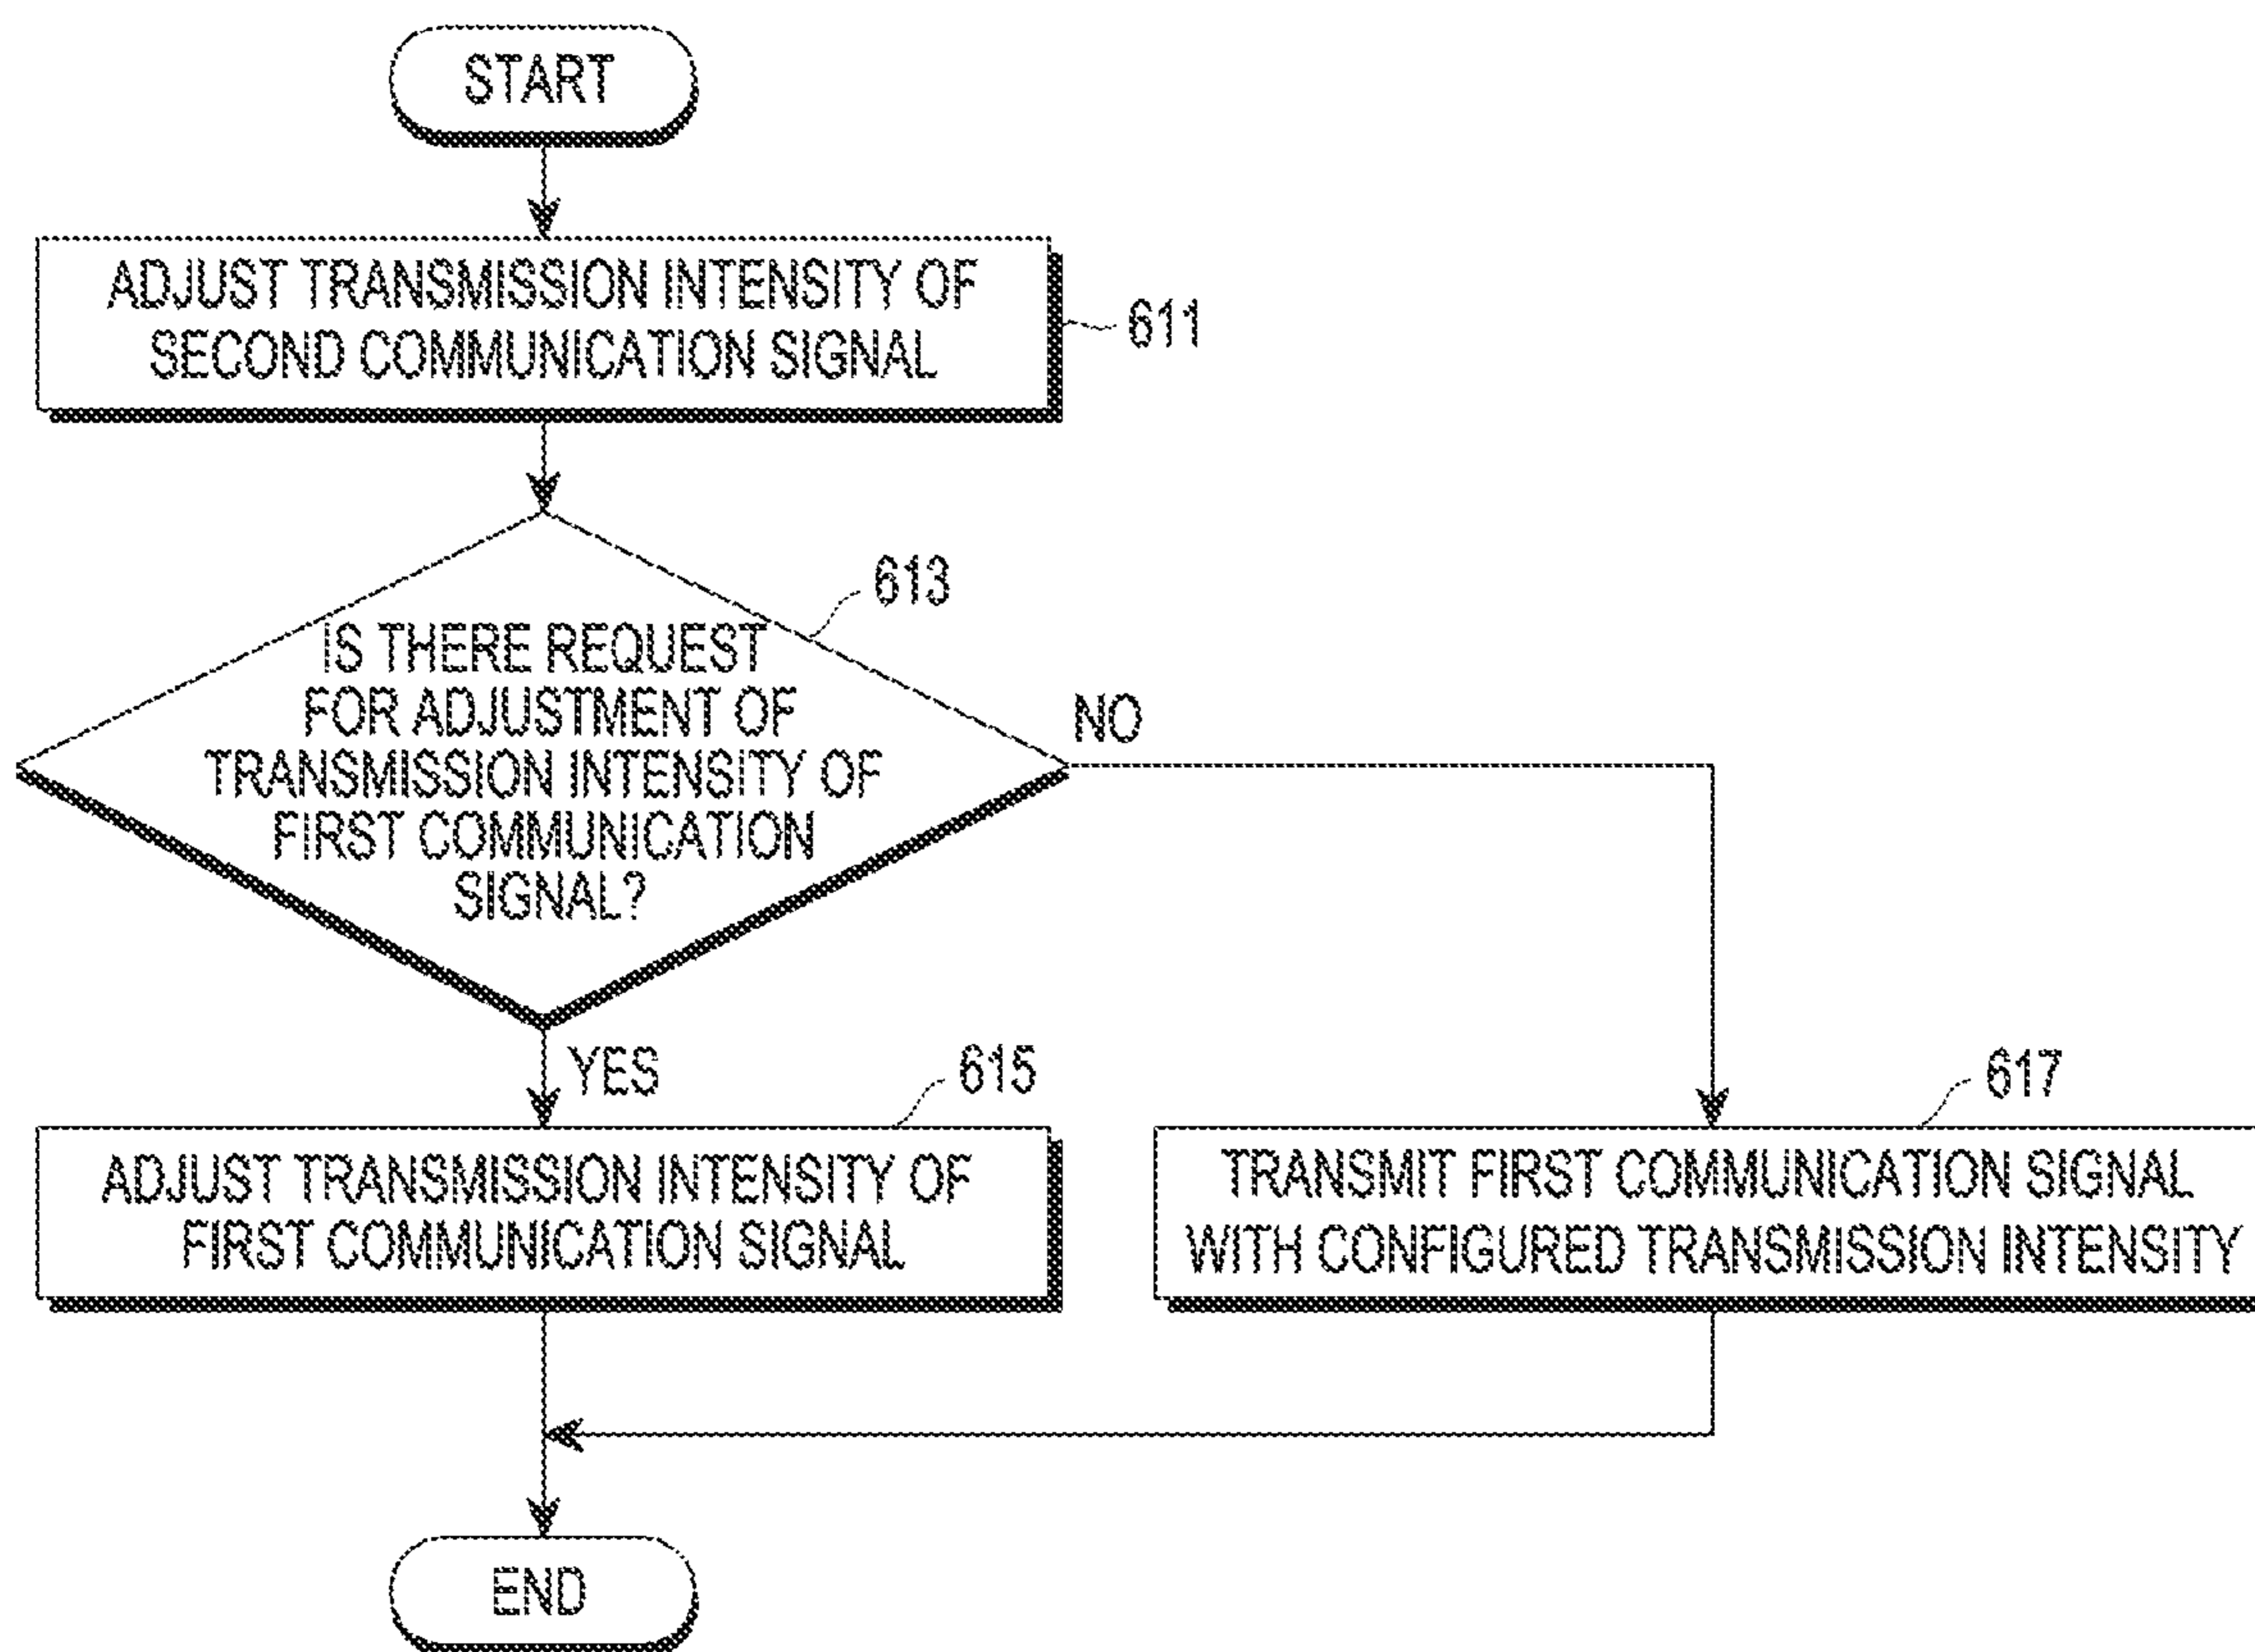 START
ADJUST TRANSMISSION INTENSITY OF
SECOND COMMUNICATION SIGNAL
611
613
IS THERE REQUEST
FOR ADJUSTMENT OF
TRANSMISSION INTENSITY OF
FIRST COMMUNICATION
SIGNAL?
NO
YES
615
ADJUST TRANSMISSION INTENSITY OF
FIRST COMMUNICATION SIGNAL
617
TRANSMIT FIRST COMMUNICATION SIGNAL
WITH CONFIGURED TRANSMISSION INTENSITY
END